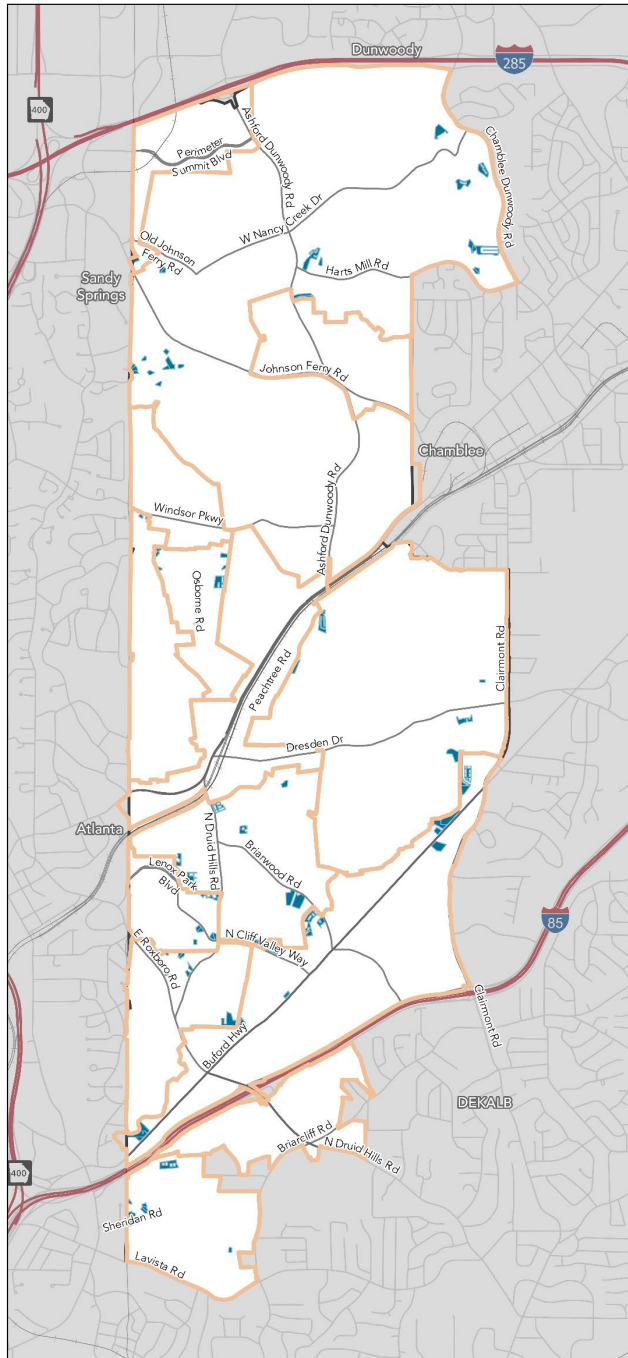 Dunwoody
285
400
Ashford Dunwoody Rd
Perimeter
Summit Blvd
Chamblee Dunwoody Rd
W Nancy Creek Dr
Old Johnson
Ferry Rd
Harts Mill Rd
Sandy
Springs
Johnson Ferry Rd
Chamblee
Windsor Pkwy
Ashford Dunwoody Rd
Osborne Rd
Clairmont Rd
Peachtree Rd
Dresden Dr
Atlanta
N Druid Hills Rd
Lenox Park
Blvd
Briarwood Rd
85
E Roxboro Rd
N Cliff Valley Way
Clairmont Rd
Buford Hwy
DEKALB
Briarcliff Rd
N Druid Hills Rd
400
Sheridan Rd
Lavista Rd